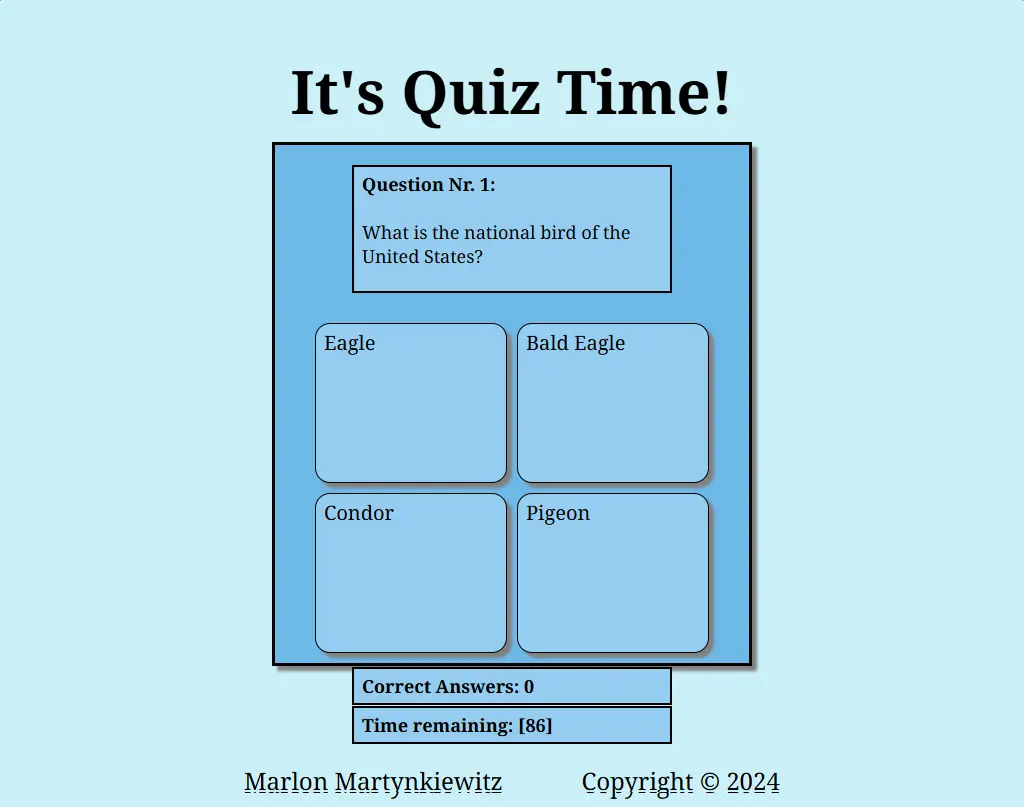 It's Quiz Time!
Question Nr. 1:
What is the national bird of the
United States?
Eagle
Bald Eagle
Condor
Pigeon
Correct Answers: 0
Time remaining: [86]
Marlon Martynkiewitz
Copyright © 2024